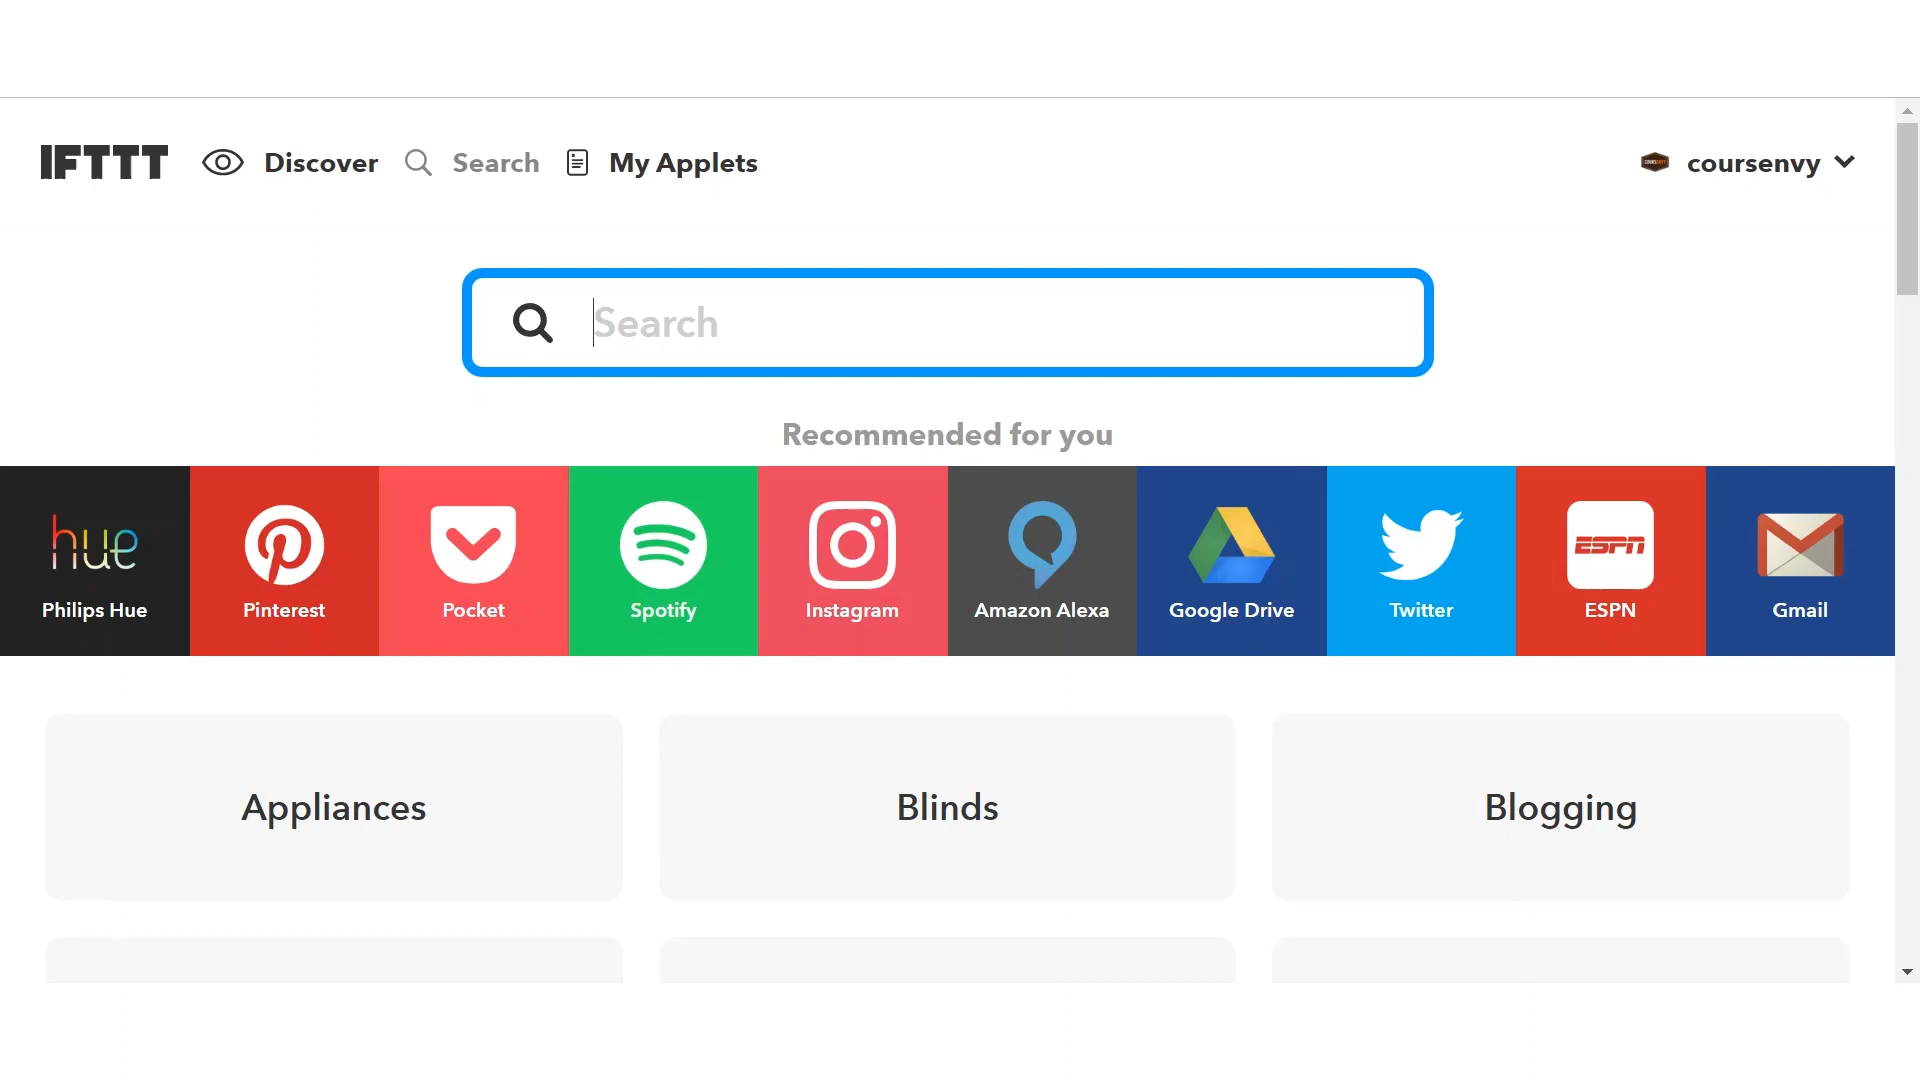 IFTTT Discover Search My Applets coursenvy
Search
Recommended for you
hue ESPN
Philips Hue Pinterest Pocket Spotify Instagram Amazon Alexa Google Drive Twitter ESPN Gmail
Appliances Blinds Blogging